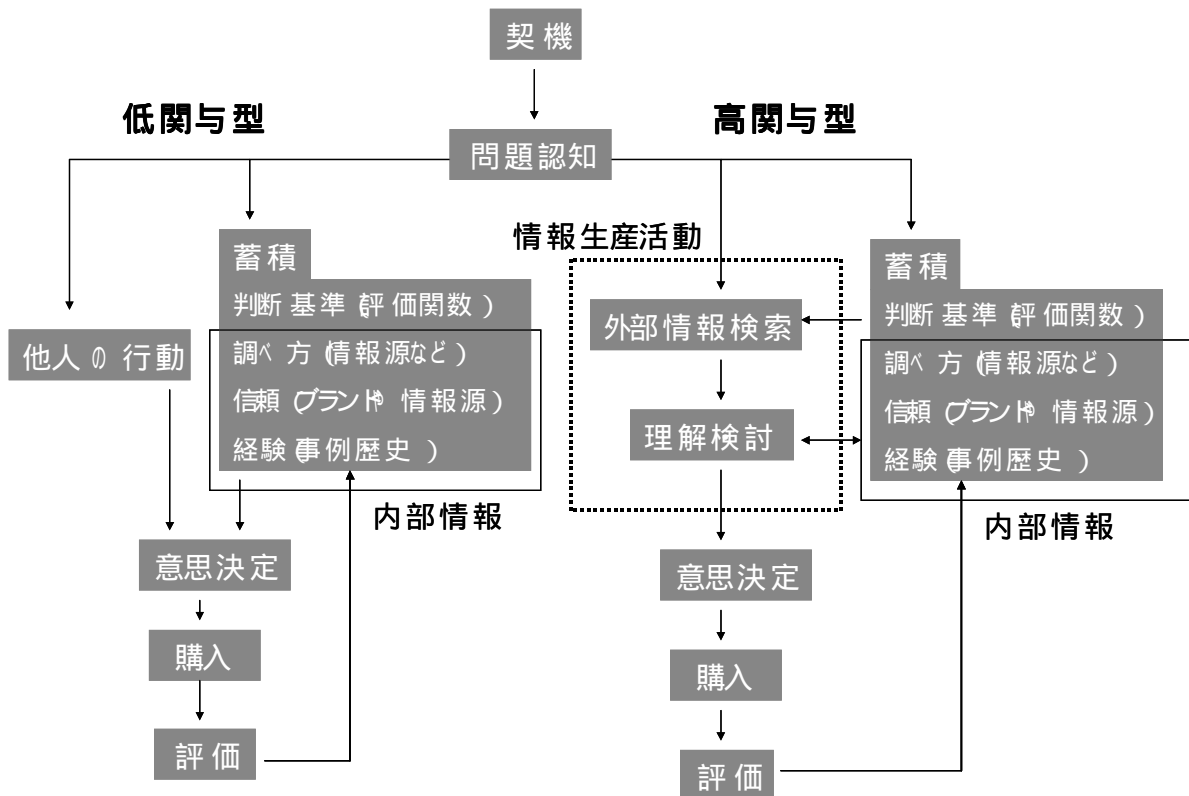 契機
低関与型
高関与型
問題認知
情報生産活動
蓄積
判断基準(評価関数)
調べ方(情報源など)
信頼(ブランドや情報源)
経験(事例歴史)
内部情報
他人の行動
意思決定
購入
評価
外部情報検索
理解検討
蓄積
判断基準(評価関数)
調べ方(情報源など)
信頼(ブランドや情報源)
経験(事例歴史)
内部情報
意思決定
購入
評価